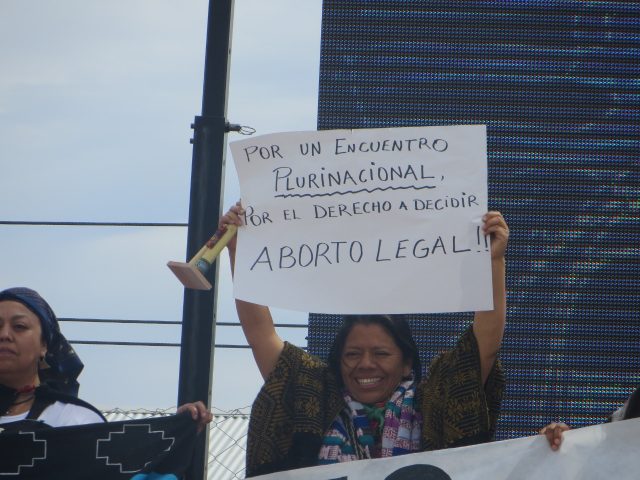 POR UN ENCUENTRO
PLURINACIONAL,
POR EL DERECHO A DECIDIR
ABORTO LEGAL!!